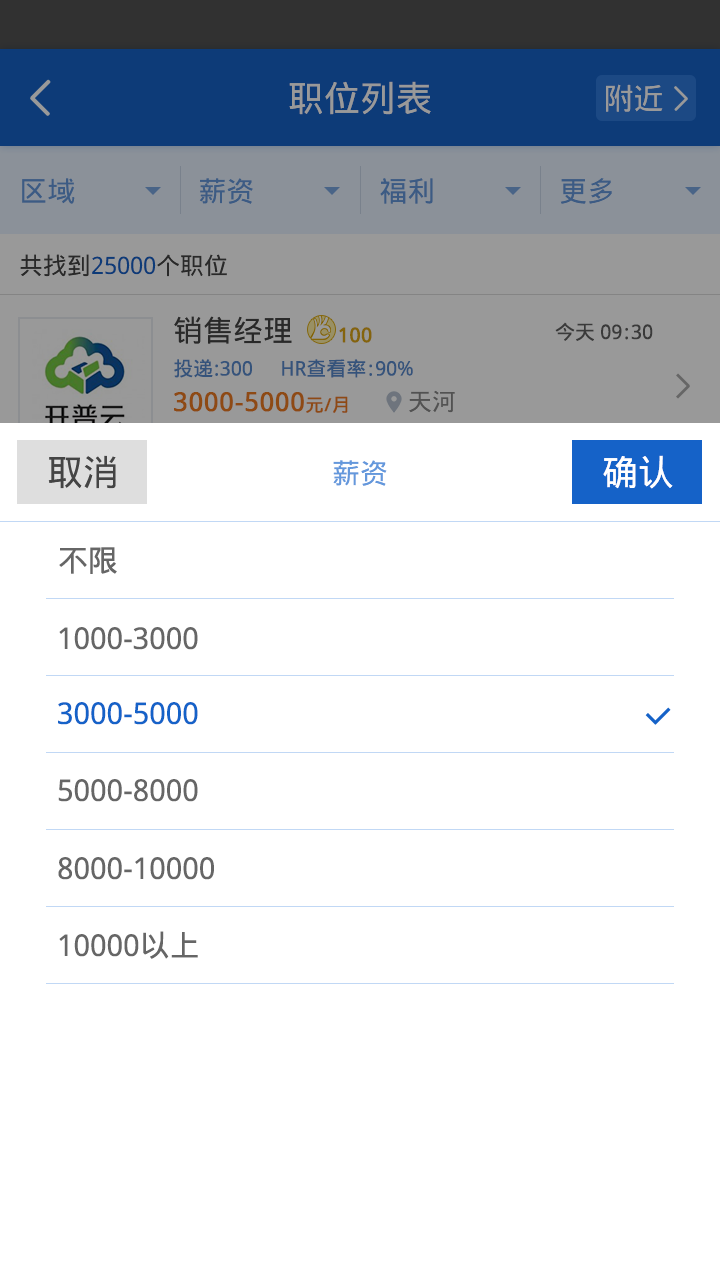 职位列表 附近
区域 薪资 福利 更多
共找到25000个职位
销售经理 100 今天 09:30
投递:300 HR查看率:90%
3000-5000元/月 天河
开普云
取消 薪资 确认
不限
1000-3000
3000-5000
5000-8000
8000-10000
10000以上